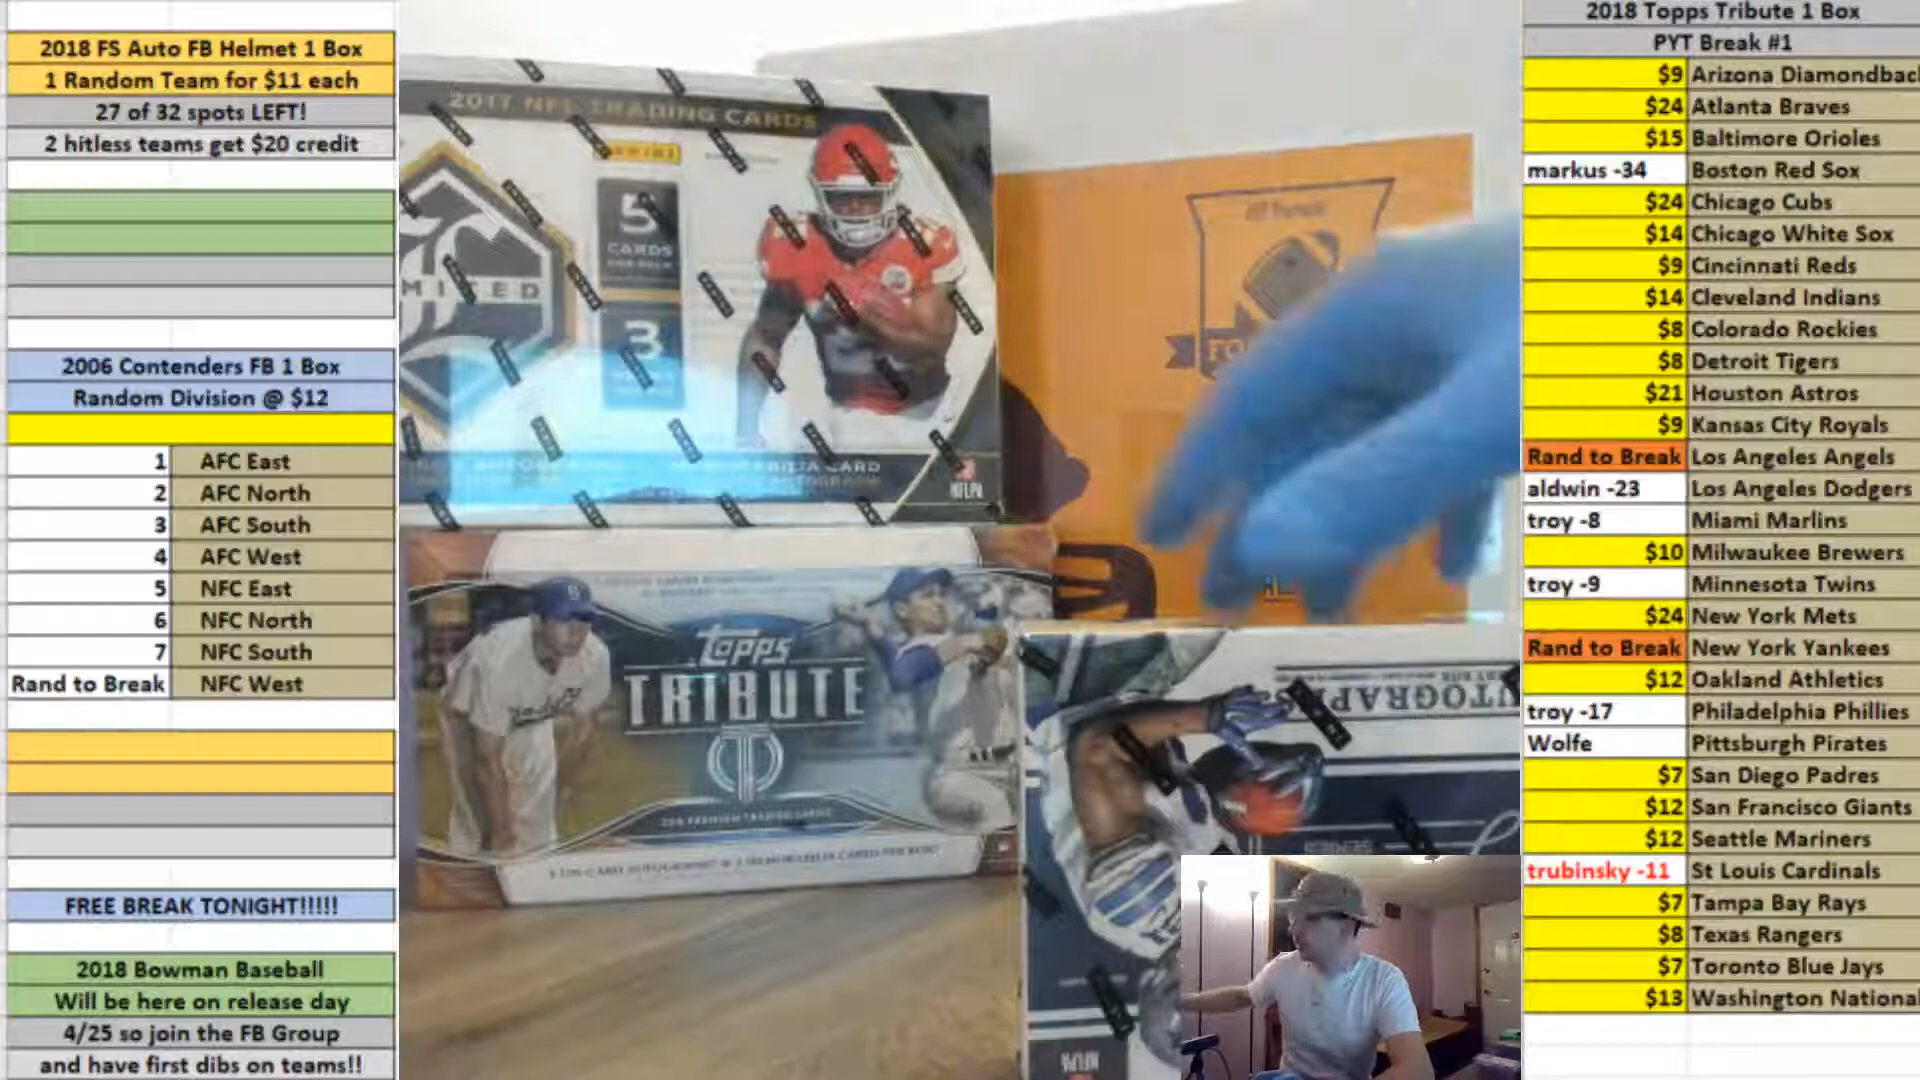 2018 FS Auto FB Helmet 1 Box
1 Random Team for $11 each
27 of 32 spots LEFT!
2 hitless teams get $20 credit
2006 Contenders FB 1 Box
Random Division @ $12
1 AFC East
2 AFC North
3 AFC South
4 AFC West
5 NFC East
6 NFC North
7 NFC South
Rand to Break NFC West
FREE BREAK TONIGHT!!!!!
2018 Bowman Baseball
Will be here on release day
4/25 so join the FB Group
and have first dibs on teams!!
2017 NFL TRADING CARDS
PANINI
5
CARDS
PER PACK
3
MITED
NFLPA
topps
TRIBUTE
UTOGRAPH
SERIES
NFLPA
2018 Topps Tribute 1 Box
PYT Break #1
$9 Arizona Diamondbac
$24 Atlanta Braves
$15 Baltimore Orioles
markus -34 Boston Red Sox
$24 Chicago Cubs
$14 Chicago White Sox
$9 Cincinnati Reds
$14 Cleveland Indians
$8 Colorado Rockies
$8 Detroit Tigers
$21 Houston Astros
$9 Kansas City Royals
Rand to Break Los Angeles Angels
aldwin -23 Los Angeles Dodgers
troy -8 Miami Marlins
$10 Milwaukee Brewers
troy -9 Minnesota Twins
$24 New York Mets
Rand to Break New York Yankees
$12 Oakland Athletics
troy -17 Philadelphia Phillies
Wolfe Pittsburgh Pirates
$7 San Diego Padres
$12 San Francisco Giants
$12 Seattle Mariners
trubinsky -11 St Louis Cardinals
$7 Tampa Bay Rays
$8 Texas Rangers
$7 Toronto Blue Jays
$13 Washington National